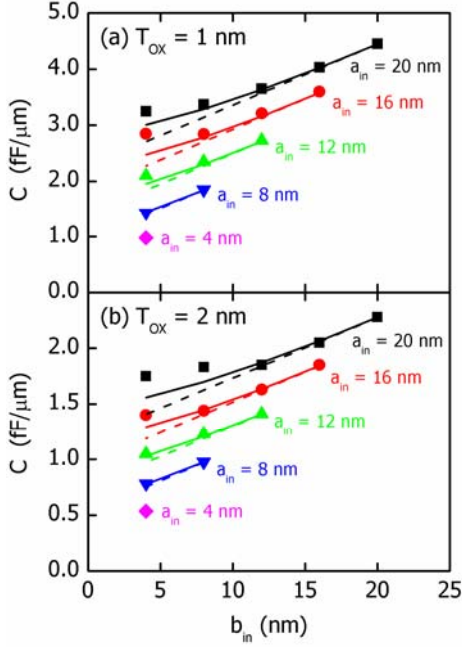 (a) T_OX = 1 nm
5.0
4.0
3.0
2.0
1.0
0.0
C (fF/μm)
a_in = 20 nm
a_in = 16 nm
a_in = 12 nm
a_in = 8 nm
a_in = 4 nm
(b) T_OX = 2 nm
2.0
1.5
1.0
0.5
0.0
C (fF/μm)
a_in = 20 nm
a_in = 16 nm
a_in = 12 nm
a_in = 8 nm
a_in = 4 nm
0 5 10 15 20 25
b_in (nm)